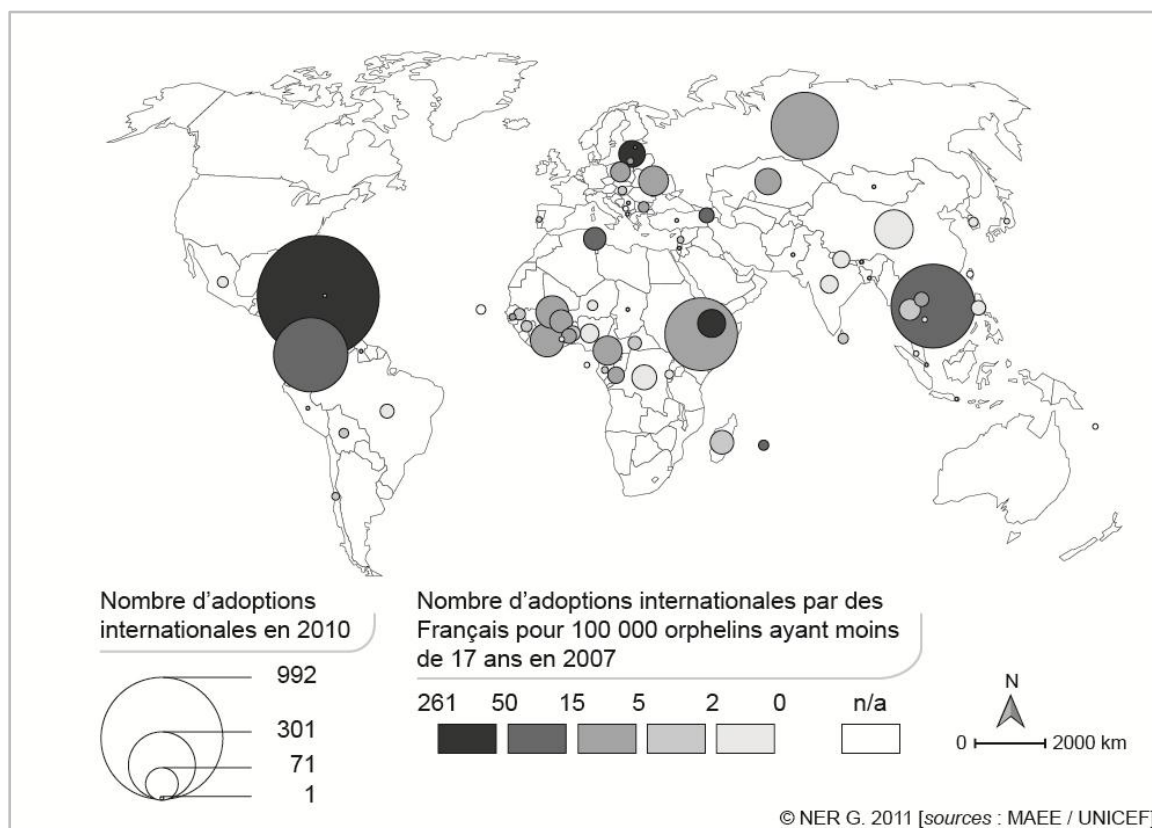 Nombre d’adoptions
internationales en 2010
992
301
71
1
Nombre d’adoptions internationales par des
Français pour 100 000 orphelins ayant moins
de 17 ans en 2007
261 50 15 5 2 0 n/a
N
0 2000 km
© NER G. 2011 [sources : MAEE / UNICEF]